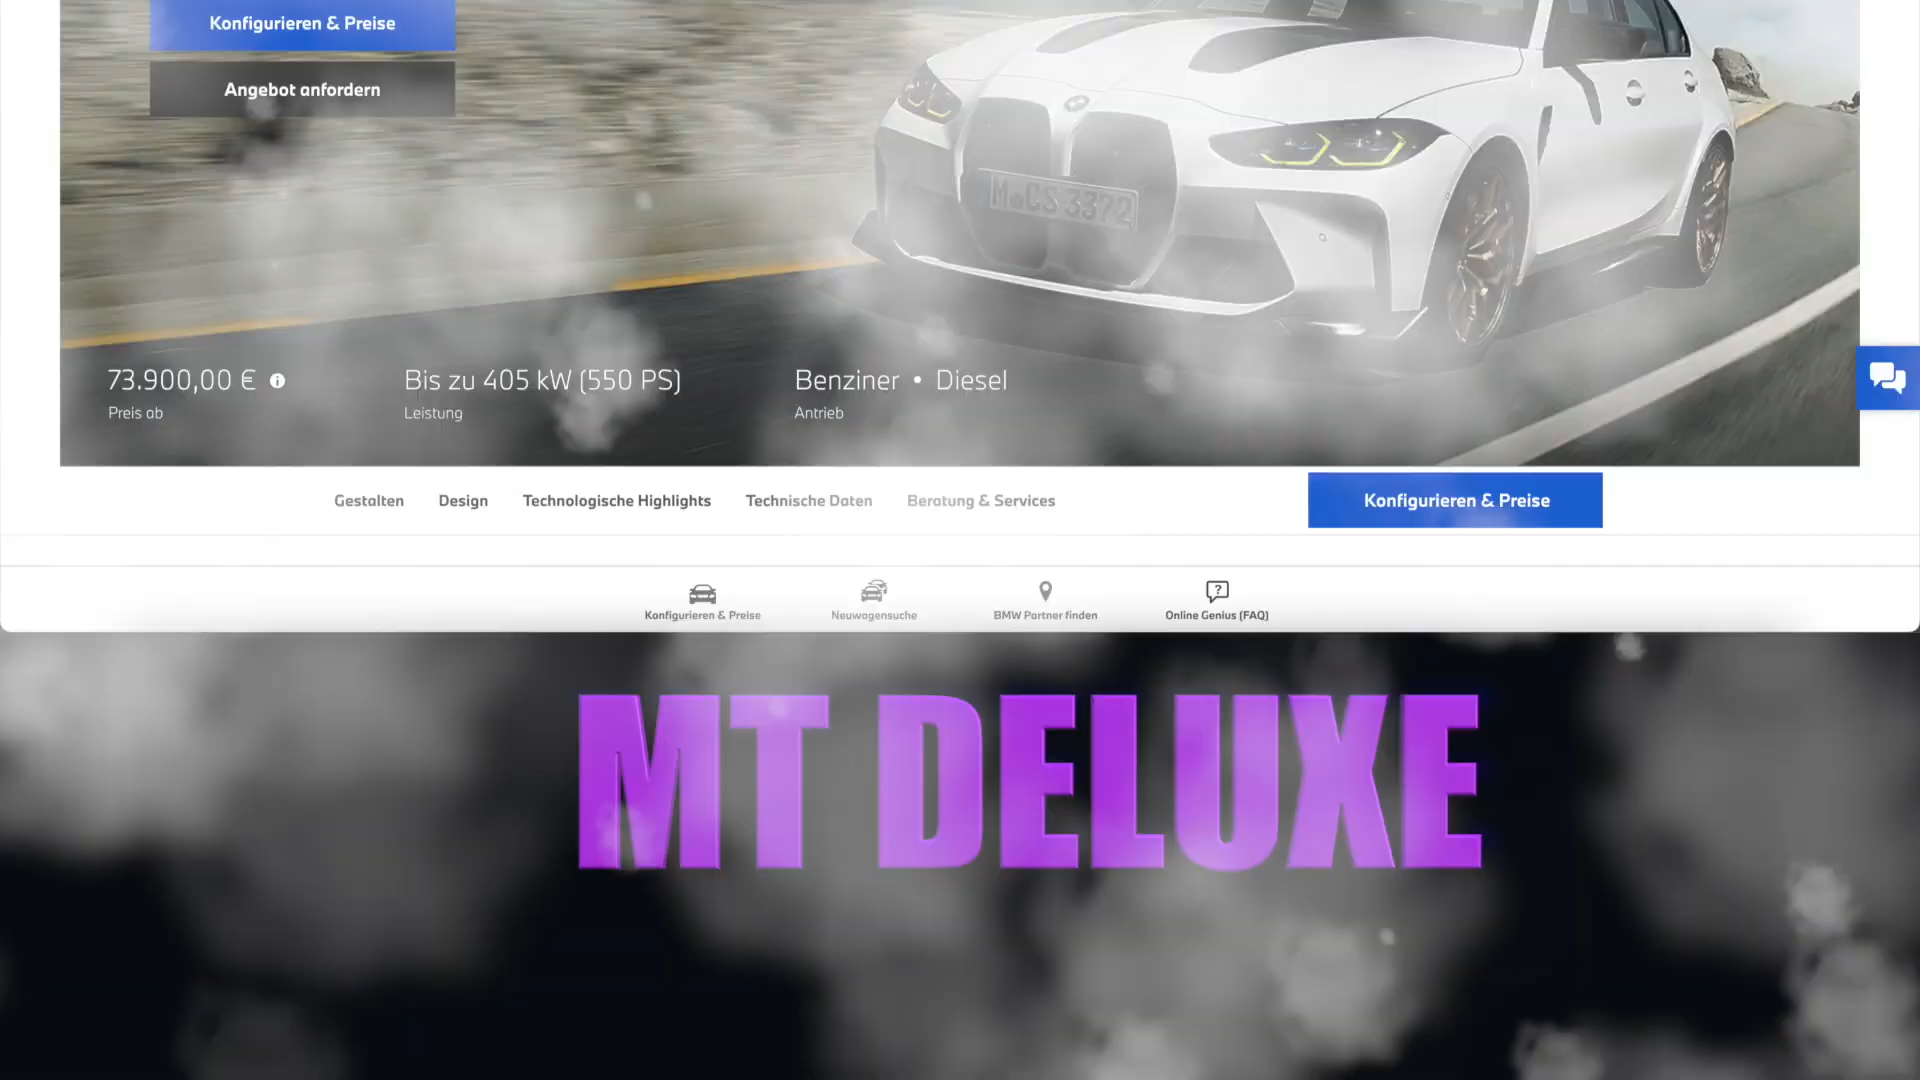 Konfigurieren & Preise
Angebot anfordern
M CS 3372
73.900,00 €
Preis ab
Bis zu 405 kW (550 PS)
Leistung
Benziner • Diesel
Antrieb
Gestalten
Design
Technologische Highlights
Technische Daten
Beratung & Services
Konfigurieren & Preise
Konfigurieren & Preise
Neuwagensuche
BMW Partner finden
Online Genius (FAQ)
MT DELUXE